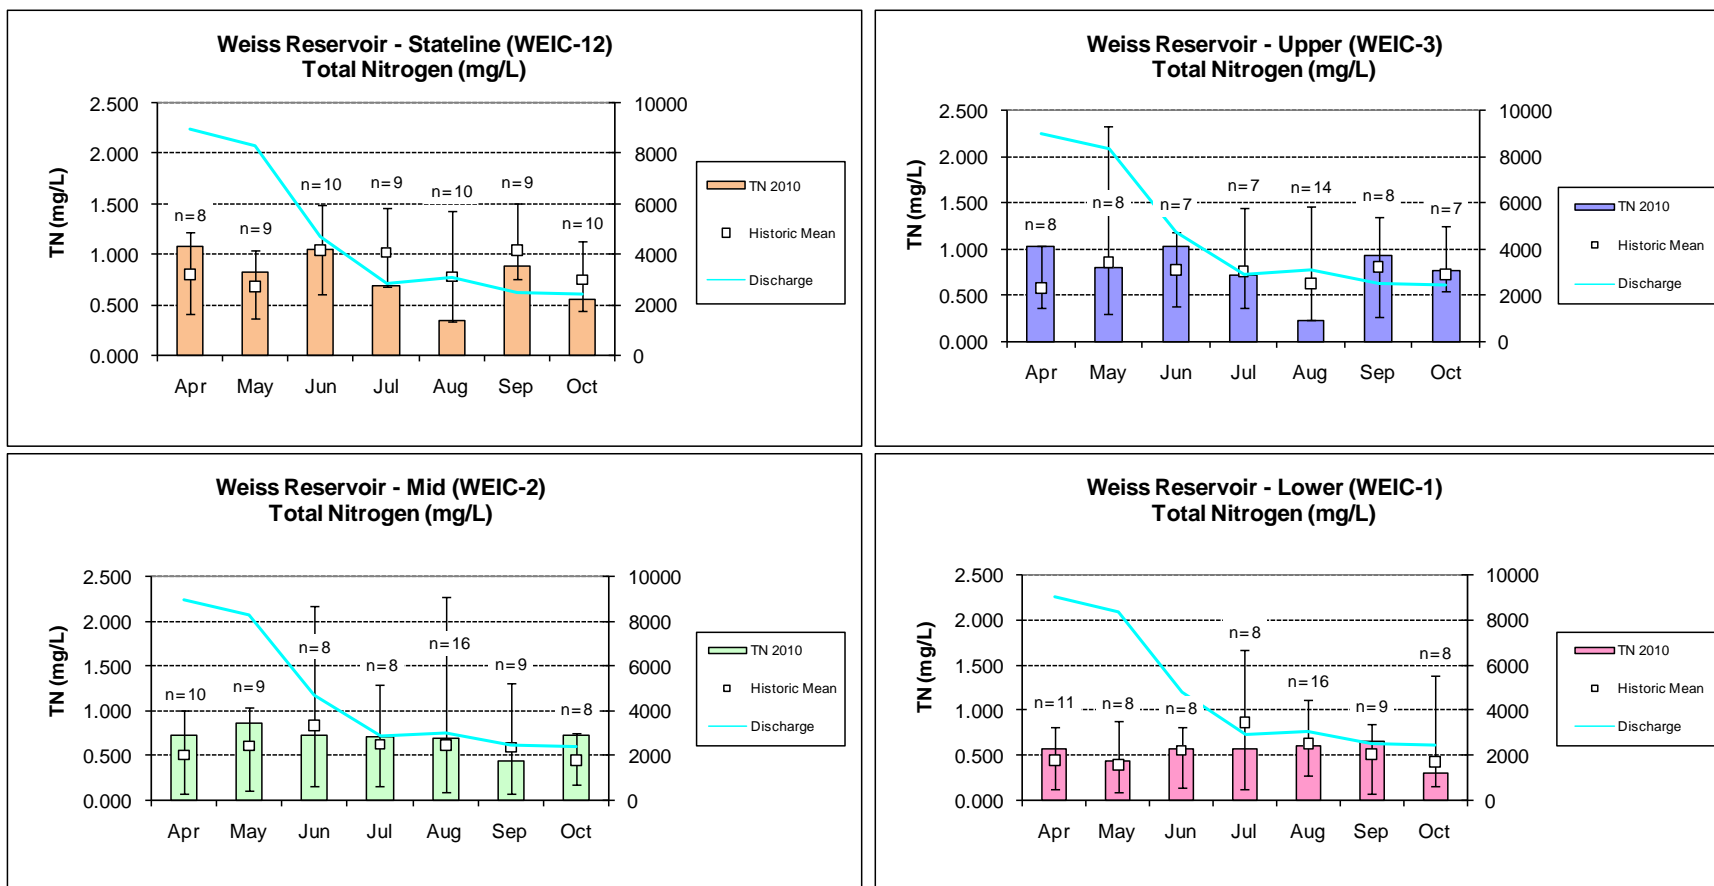 Weiss Reservoir - Stateline (WEIC-12)
Total Nitrogen (mg/L)
TN (mg/L)
2.500
2.000
1.500
1.000
0.500
0.000
10000
8000
6000
4000
2000
0
n=8
n=9
n=10
n=9
n=10
n=9
n=10
Apr May Jun Jul Aug Sep Oct
TN 2010
Historic Mean
Discharge
Weiss Reservoir - Upper (WEIC-3)
Total Nitrogen (mg/L)
TN (mg/L)
2.500
2.000
1.500
1.000
0.500
0.000
10000
8000
6000
4000
2000
0
n=8
n=8
n=7
n=7
n=14
n=8
n=7
Apr May Jun Jul Aug Sep Oct
TN 2010
Historic Mean
Discharge
Weiss Reservoir - Mid (WEIC-2)
Total Nitrogen (mg/L)
TN (mg/L)
2.500
2.000
1.500
1.000
0.500
0.000
10000
8000
6000
4000
2000
0
n=10
n=9
n=8
n=8
n=16
n=9
n=8
Apr May Jun Jul Aug Sep Oct
TN 2010
Historic Mean
Discharge
Weiss Reservoir - Lower (WEIC-1)
Total Nitrogen (mg/L)
TN (mg/L)
2.500
2.000
1.500
1.000
0.500
0.000
10000
8000
6000
4000
2000
0
n=11
n=8
n=8
n=8
n=16
n=9
n=8
Apr May Jun Jul Aug Sep Oct
TN 2010
Historic Mean
Discharge